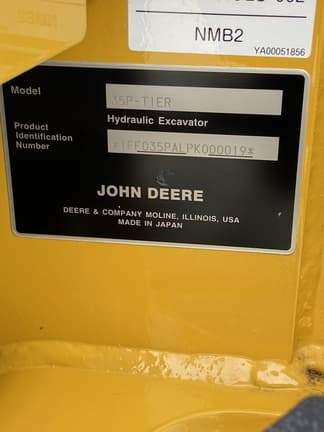 NMB2
YA00051856
Model
35P-TIER
Hydraulic Excavator
Product
Identification
Number
*1FF035PALPK000019*
JOHN DEERE
DEERE & COMPANY MOLINE, ILLINOIS, USA
MADE IN JAPAN